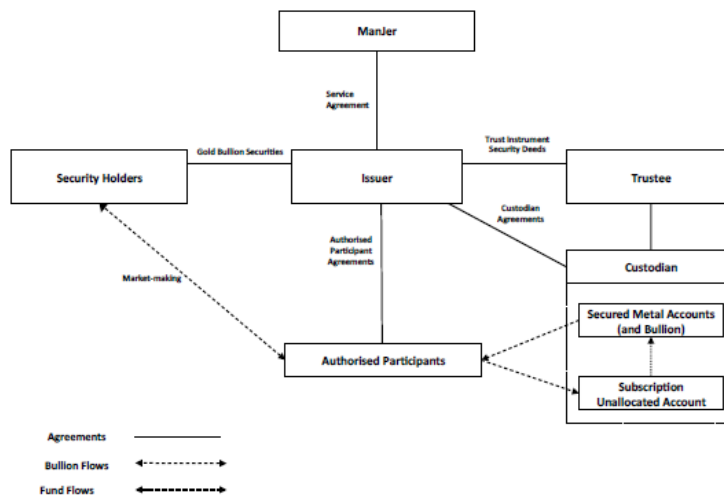 ManJer
Service
Agreement
Gold Bullion Securities
Trust Instrument
Security Deeds
Security Holders
Issuer
Trustee
Custodian
Agreements
Authorised
Participant
Agreements
Custodian
Market-making
Secured Metal Accounts
(and Bullion)
Authorised Participants
Subscription
Unallocated Account
Agreements
Bullion Flows
Fund Flows